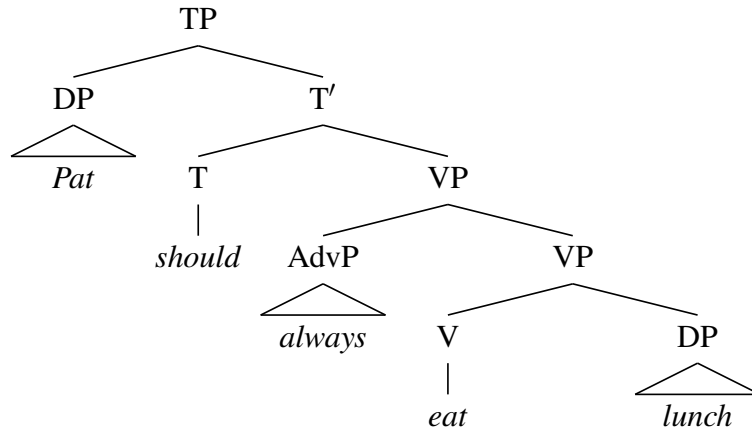 TP
DP T′
Pat T VP
should AdvP VP
always V DP
eat lunch